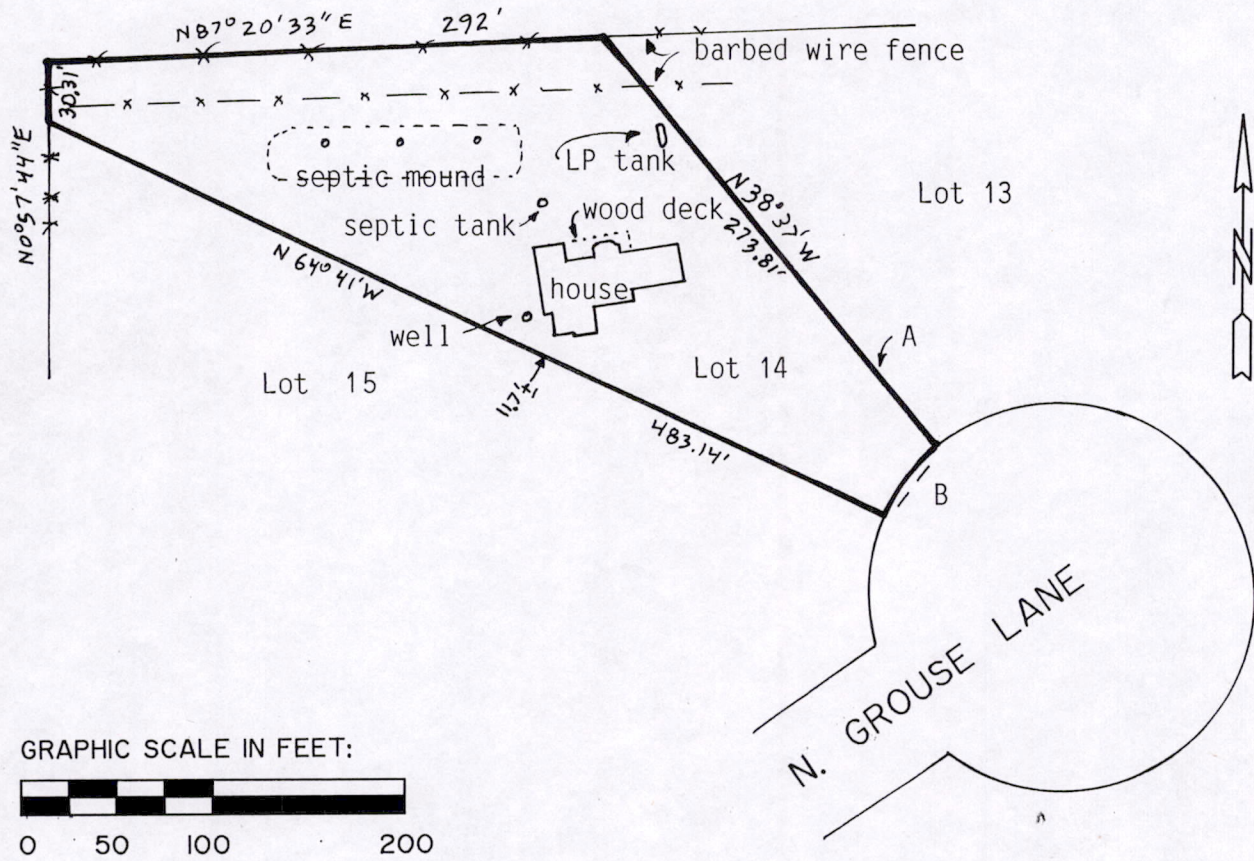 N87°20'33" E 292'
barbed wire fence
30.31'
N0°57'44"E
septic mound
LP tank
N38°37'W
273.81'
Lot 13
septic tank
wood deck
N 64° 41' W
house
well
A
Lot 14
Lot 15
11.7'±
483.14'
B
N. GROUSE LANE
N
GRAPHIC SCALE IN FEET:
0 50 100 200